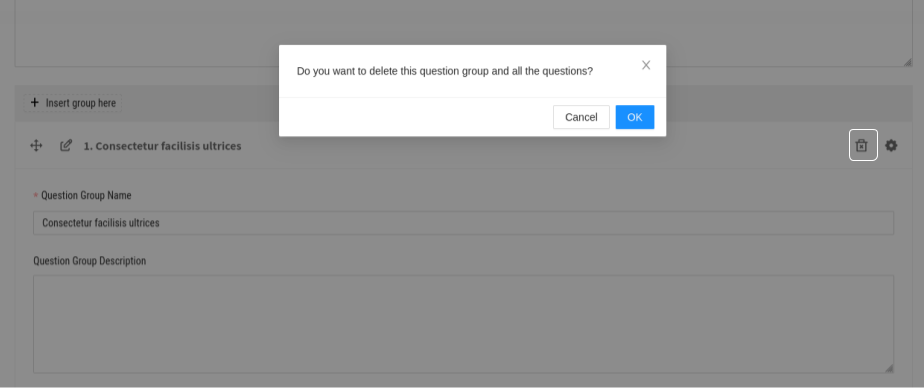 Do you want to delete this question group and all the questions?
Cancel OK
+ Insert group here
1. Consectetur facilisis ultrices
* Question Group Name
Consectetur facilisis ultrices
Question Group Description